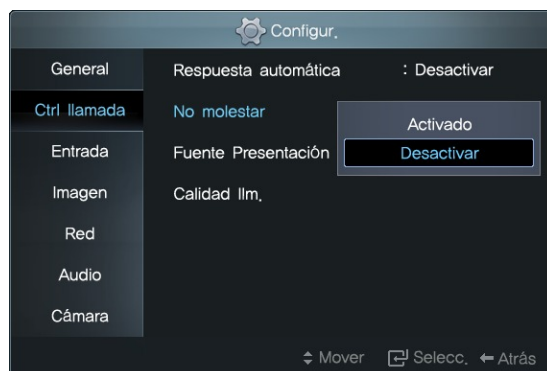 Configur.
General
Respuesta automática : Desactivar
Ctrl llamada
No molestar
Activado
Entrada
Fuente Presentación
Desactivar
Imagen
Calidad llm.
Red
Audio
Cámara
Mover Selecc. Atrás